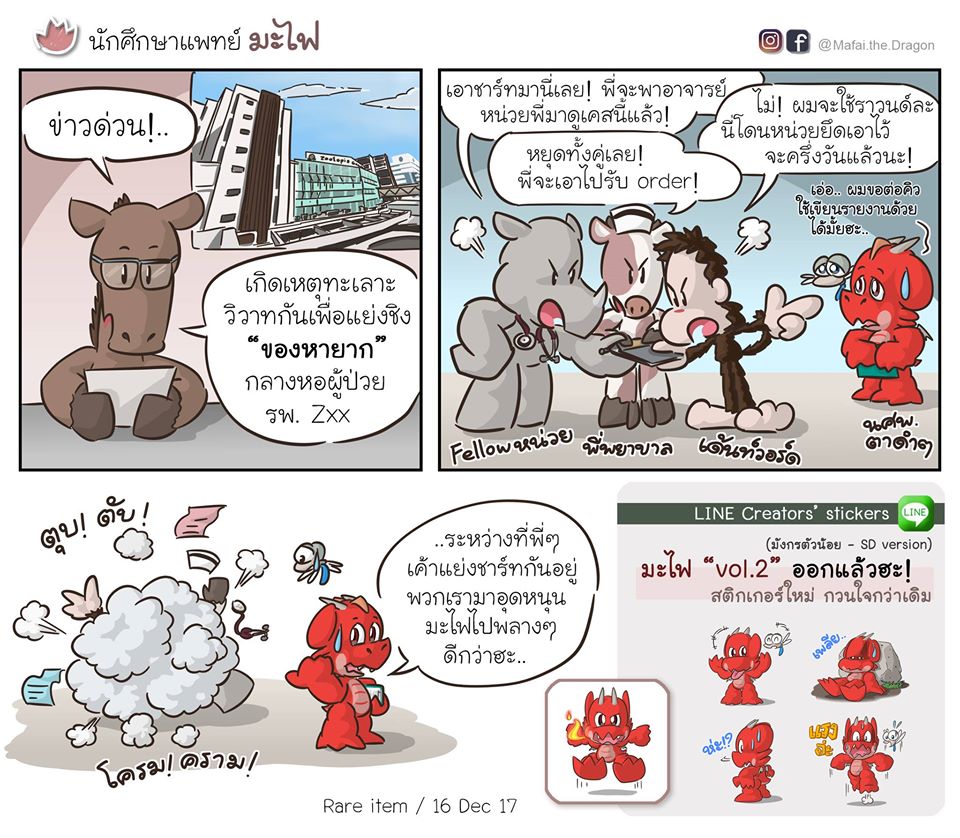 นักศึกษาแพทย์ มะไฟ
@Mafai.the.Dragon
ข่าวด่วน!..
Zootopia
เกิดเหตุทะเลาะ
วิวาทกันเพื่อแย่งชิง
“ของหายาก”
กลางหอผู้ป่วย
รพ. Zxx
เอาชาร์ทมานี่เลย! พี่จะพาอาจารย์
หน่วยพี่มาดูเคสนี้แล้ว!
หยุดทั้งคู่เลย!
พี่จะเอาไปรับ order!
ไม่! ผมจะใช้ราวนด์ละ
นี่โดนหน่วยยึดเอาไว้
จะครึ่งวันแล้วนะ!
เอ่อ.. ผมขอต่อคิว
ใช้เขียนรายงานด้วย
ได้มั้ยฮะ..
Fellow หน่วย
พี่พยาบาล
เด้นท์วอร์ด
นศพ.
ตาดำๆ
ตุบ! ตับ!
โครม! คราม!
..ระหว่างที่พี่ๆ
เค้าแย่งชาร์ทกันอยู่
พวกเรามาอุดหนุน
มะไฟไปพลางๆ
ดีกว่าฮะ..
LINE Creators’ stickers
LINE
(มังกรตัวน้อย - SD version)
มะไฟ “vol.2” ออกแล้วฮะ!
สติกเกอร์ใหม่ กวนใจกว่าเดิม
เพลีย..
ห่ะ!?
แรง
ส่ะ
Rare item / 16 Dec 17